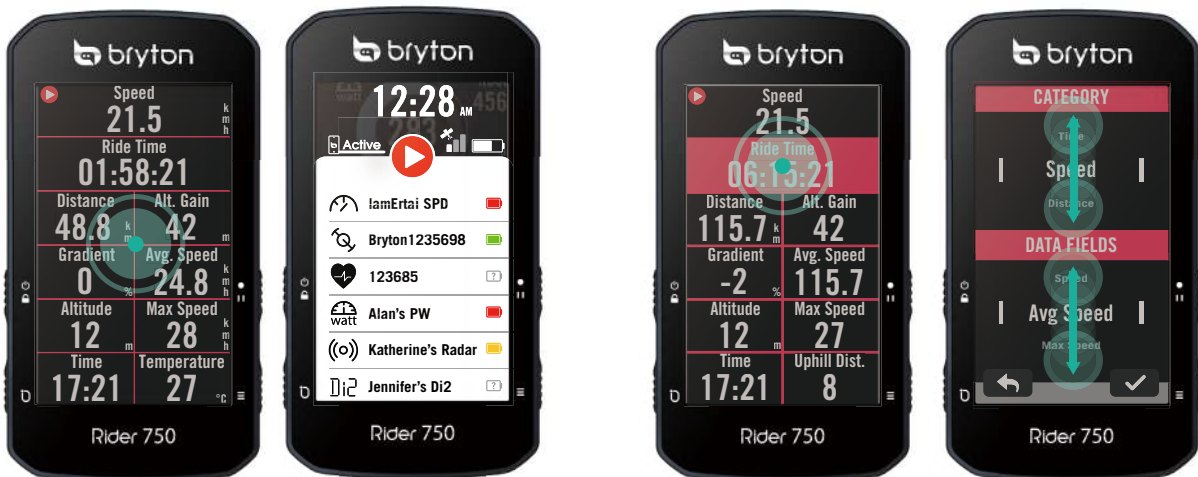 bryton
Speed
21.5 km h
Ride Time
01:58:21
Distance Alt. Gain
48.8 km 42 m
Gradient Avg. Speed
0 % 24.8 km h
Altitude Max Speed
12 m 28 km h
Time Temperature
17:21 27 °C
Rider 750
bryton
watt 456
12:28 AM
Active
IamErtai SPD
Bryton1235698
123685
?
watt Alan's PW
Katherine's Radar
Di2 Jennifer's Di2
?
Rider 750
bryton
Speed
21.5
Ride Time
06:15:21
Distance Alt. Gain
115.7 km 42
Gradient Avg. Speed
-2 % 115.7
Altitude Max Speed
12 m 27
Time Uphill Dist.
17:21 8
Rider 750
bryton
CATEGORY
Time
Speed
Distance
DATA FIELDS
Speed
Avg Speed
Max Speed
Rider 750